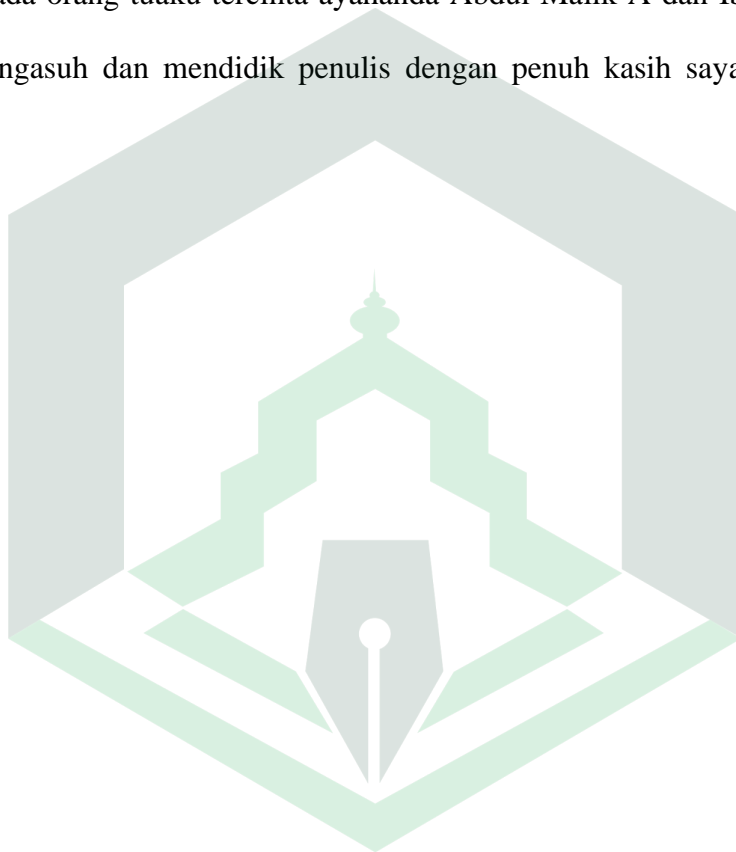 ada orang tuaku tercinta ayahanda Abdul Malik A dan
ngasuh dan mendidik penulis dengan penuh kasih saya